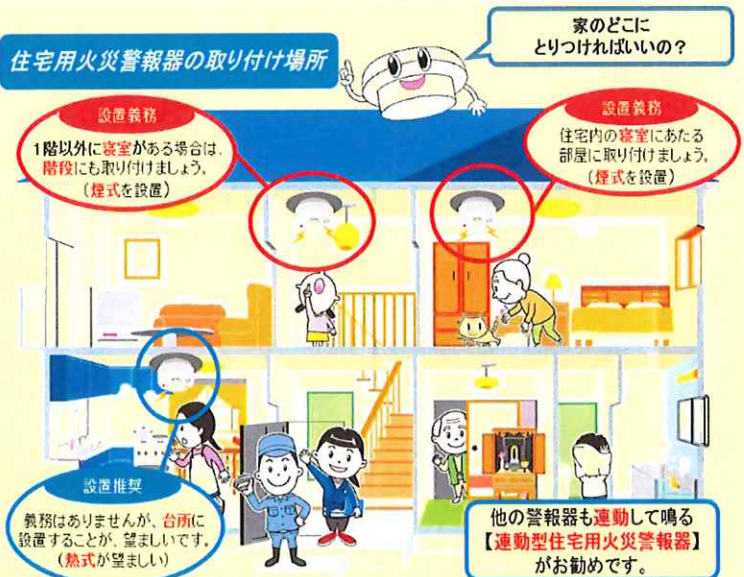 住宅用火災警報器の取り付け場所
家のどこに
とりつければいいの？
設置義務
1階以外に寝室がある場合は、
階段にも取り付けましょう。
（煙式を設置）
設置義務
住宅内の寝室にあたる
部屋に取り付けましょう。
（煙式を設置）
設置推奨
義務はありませんが、台所に
設置することが、望ましいです。
（熱式が望ましい）
他の警報器も連動して鳴る
【連動型住宅用火災警報器】
がお勧めです。